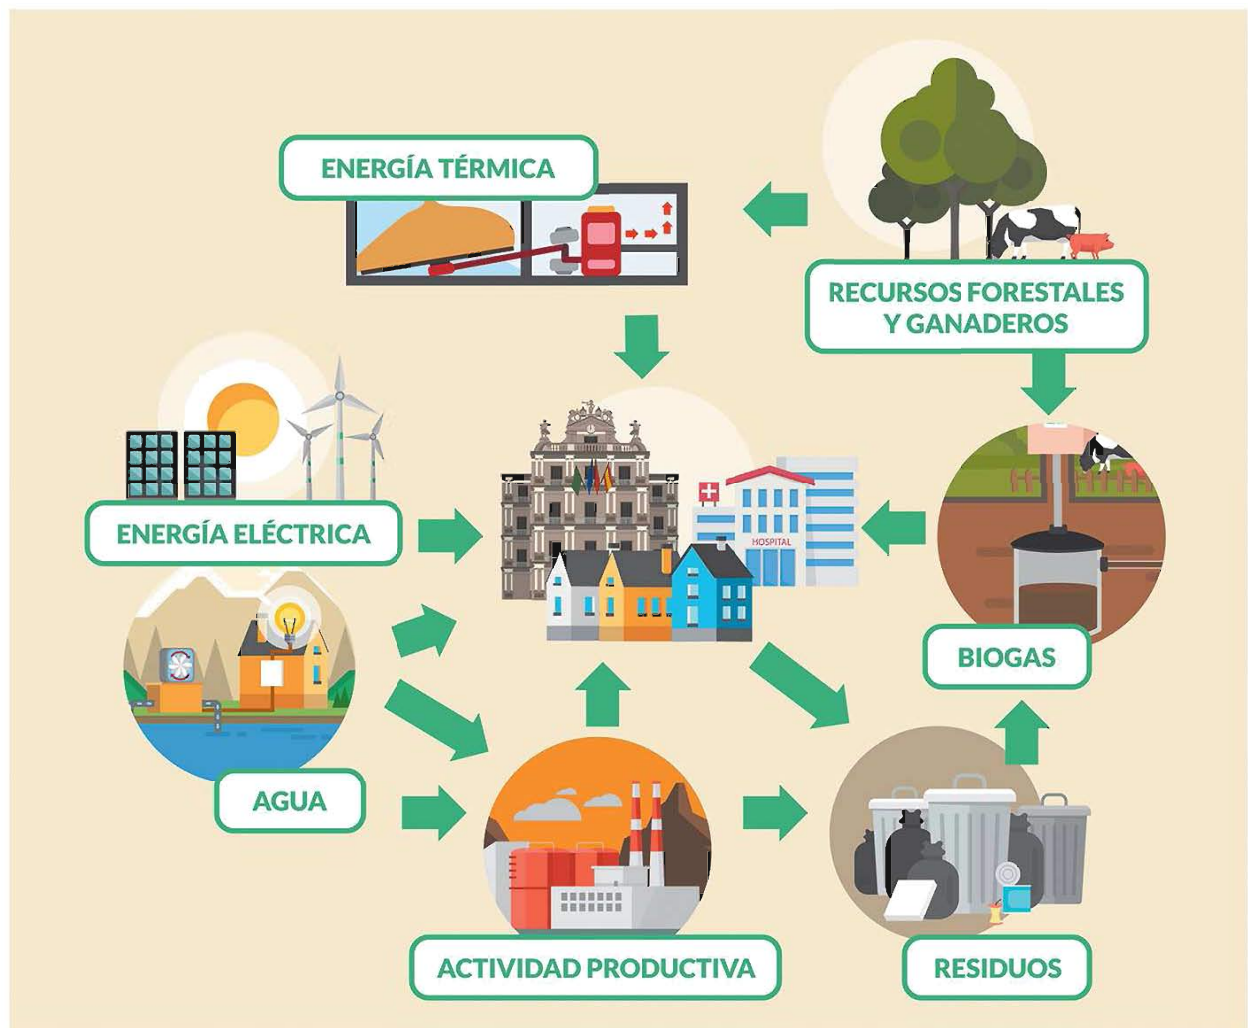 ENERGÍA TÉRMICA
RECURSOS FORESTALES
Y GANADEROS
ENERGÍA ELÉCTRICA
HOSPITAL
BIOGAS
AGUA
ACTIVIDAD PRODUCTIVA
RESIDUOS